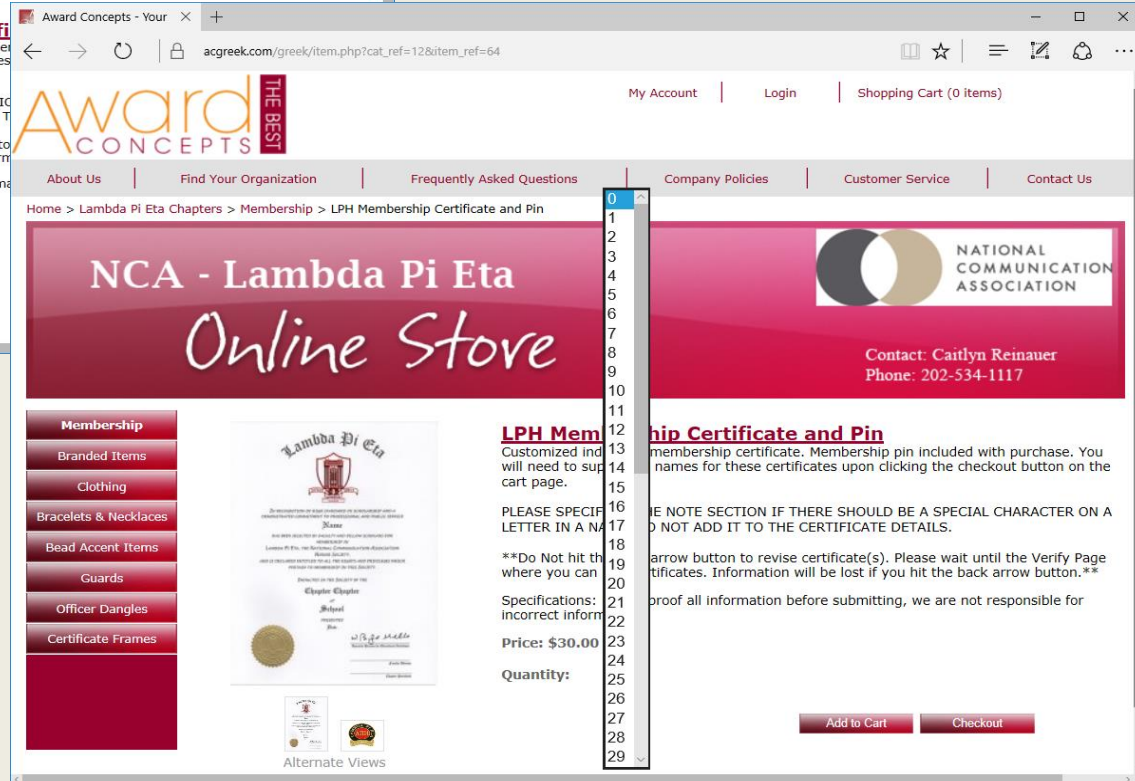 Award Concepts - Your
acgreek.com/greek/item.php?cat_ref=12&item_ref=64
Award
CONCEPTS
THE BEST
My Account
Login
Shopping Cart (0 items)
About Us
Find Your Organization
Frequently Asked Questions
Company Policies
Customer Service
Contact Us
Home > Lambda Pi Eta Chapters > Membership > LPH Membership Certificate and Pin
NCA - Lambda Pi Eta
Online Store
NATIONAL
COMMUNICATION
ASSOCIATION
Contact: Caitlyn Reinauer
Phone: 202-534-1117
0
1
2
3
4
5
6
7
8
9
10
11
12
13
14
15
16
17
18
19
20
21
22
23
24
25
26
27
28
29
Membership
Branded Items
Clothing
Bracelets & Necklaces
Bead Accent Items
Guards
Officer Dangles
Certificate Frames
Lambda Pi Eta
Name
Chapter Chapter
of
School
Alternate Views
LPH Mem hip Certificate and Pin
Customized ind membership certificate. Membership pin included with purchase. You
will need to sup names for these certificates upon clicking the checkout button on the
cart page.
PLEASE SPECIF HE NOTE SECTION IF THERE SHOULD BE A SPECIAL CHARACTER ON A
LETTER IN A NA O NOT ADD IT TO THE CERTIFICATE DETAILS.
**Do Not hit th arrow button to revise certificate(s). Please wait until the Verify Page
where you can tificates. Information will be lost if you hit the back arrow button.**
Specifications: proof all information before submitting, we are not responsible for
incorrect inform
Price: $30.00
Quantity:
Add to Cart
Checkout